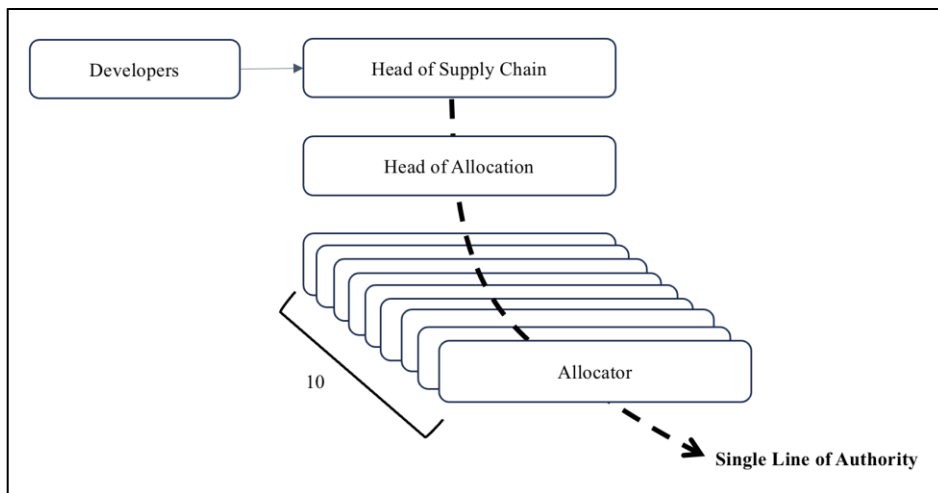 Developers
Head of Supply Chain
Head of Allocation
Allocator
10
Single Line of Authority